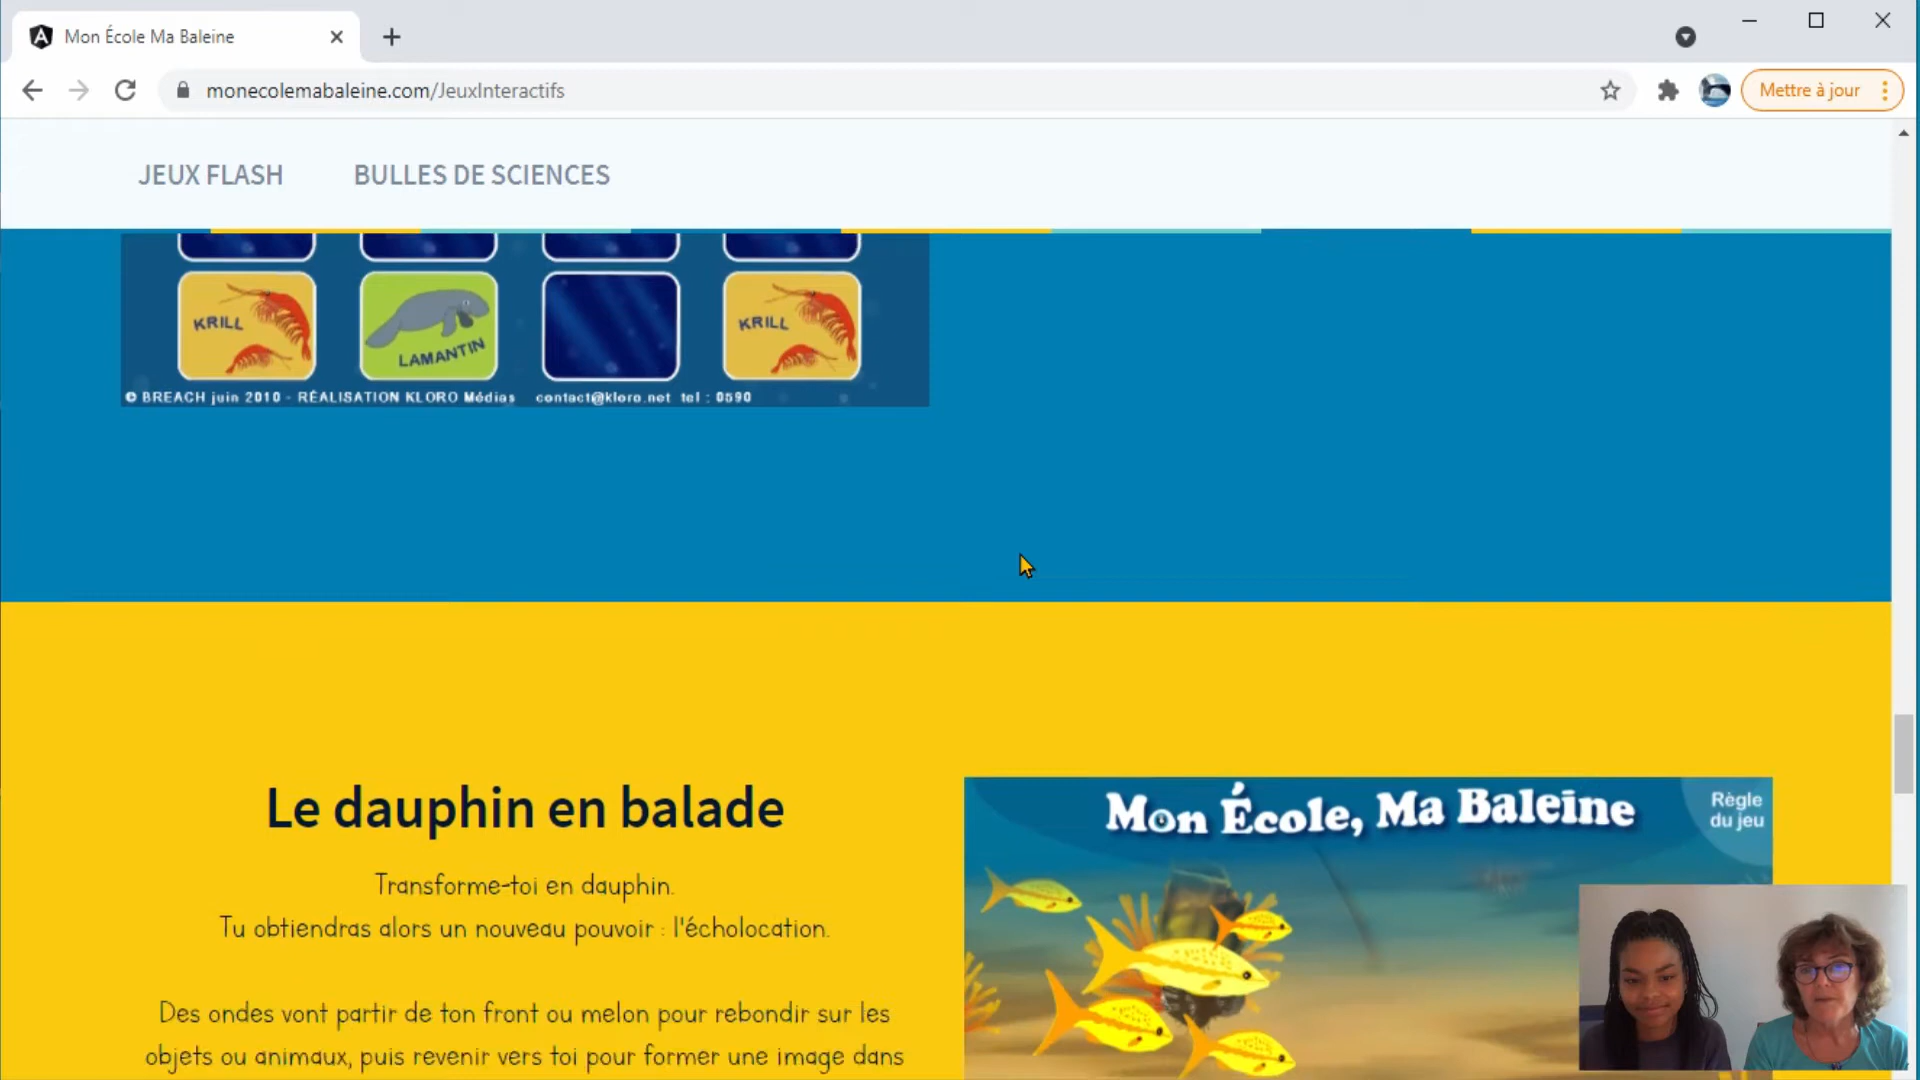 Mon École Ma Baleine
monecolemabaleine.com/JeuxInteractifs
Mettre à jour
JEUX FLASH
BULLES DE SCIENCES
KRILL
LAMANTIN
KRILL
© BREACH juin 2010 - RÉALISATION KLORO Médias contact@kloro.net tel : 0590
Le dauphin en balade
Transforme-toi en dauphin.
Tu obtiendras alors un nouveau pouvoir : l'écholocation.
Des ondes vont partir de ton front ou melon pour rebondir sur les
objets ou animaux, puis revenir vers toi pour former une image dans
Mon École, Ma Baleine
Règle
du jeu